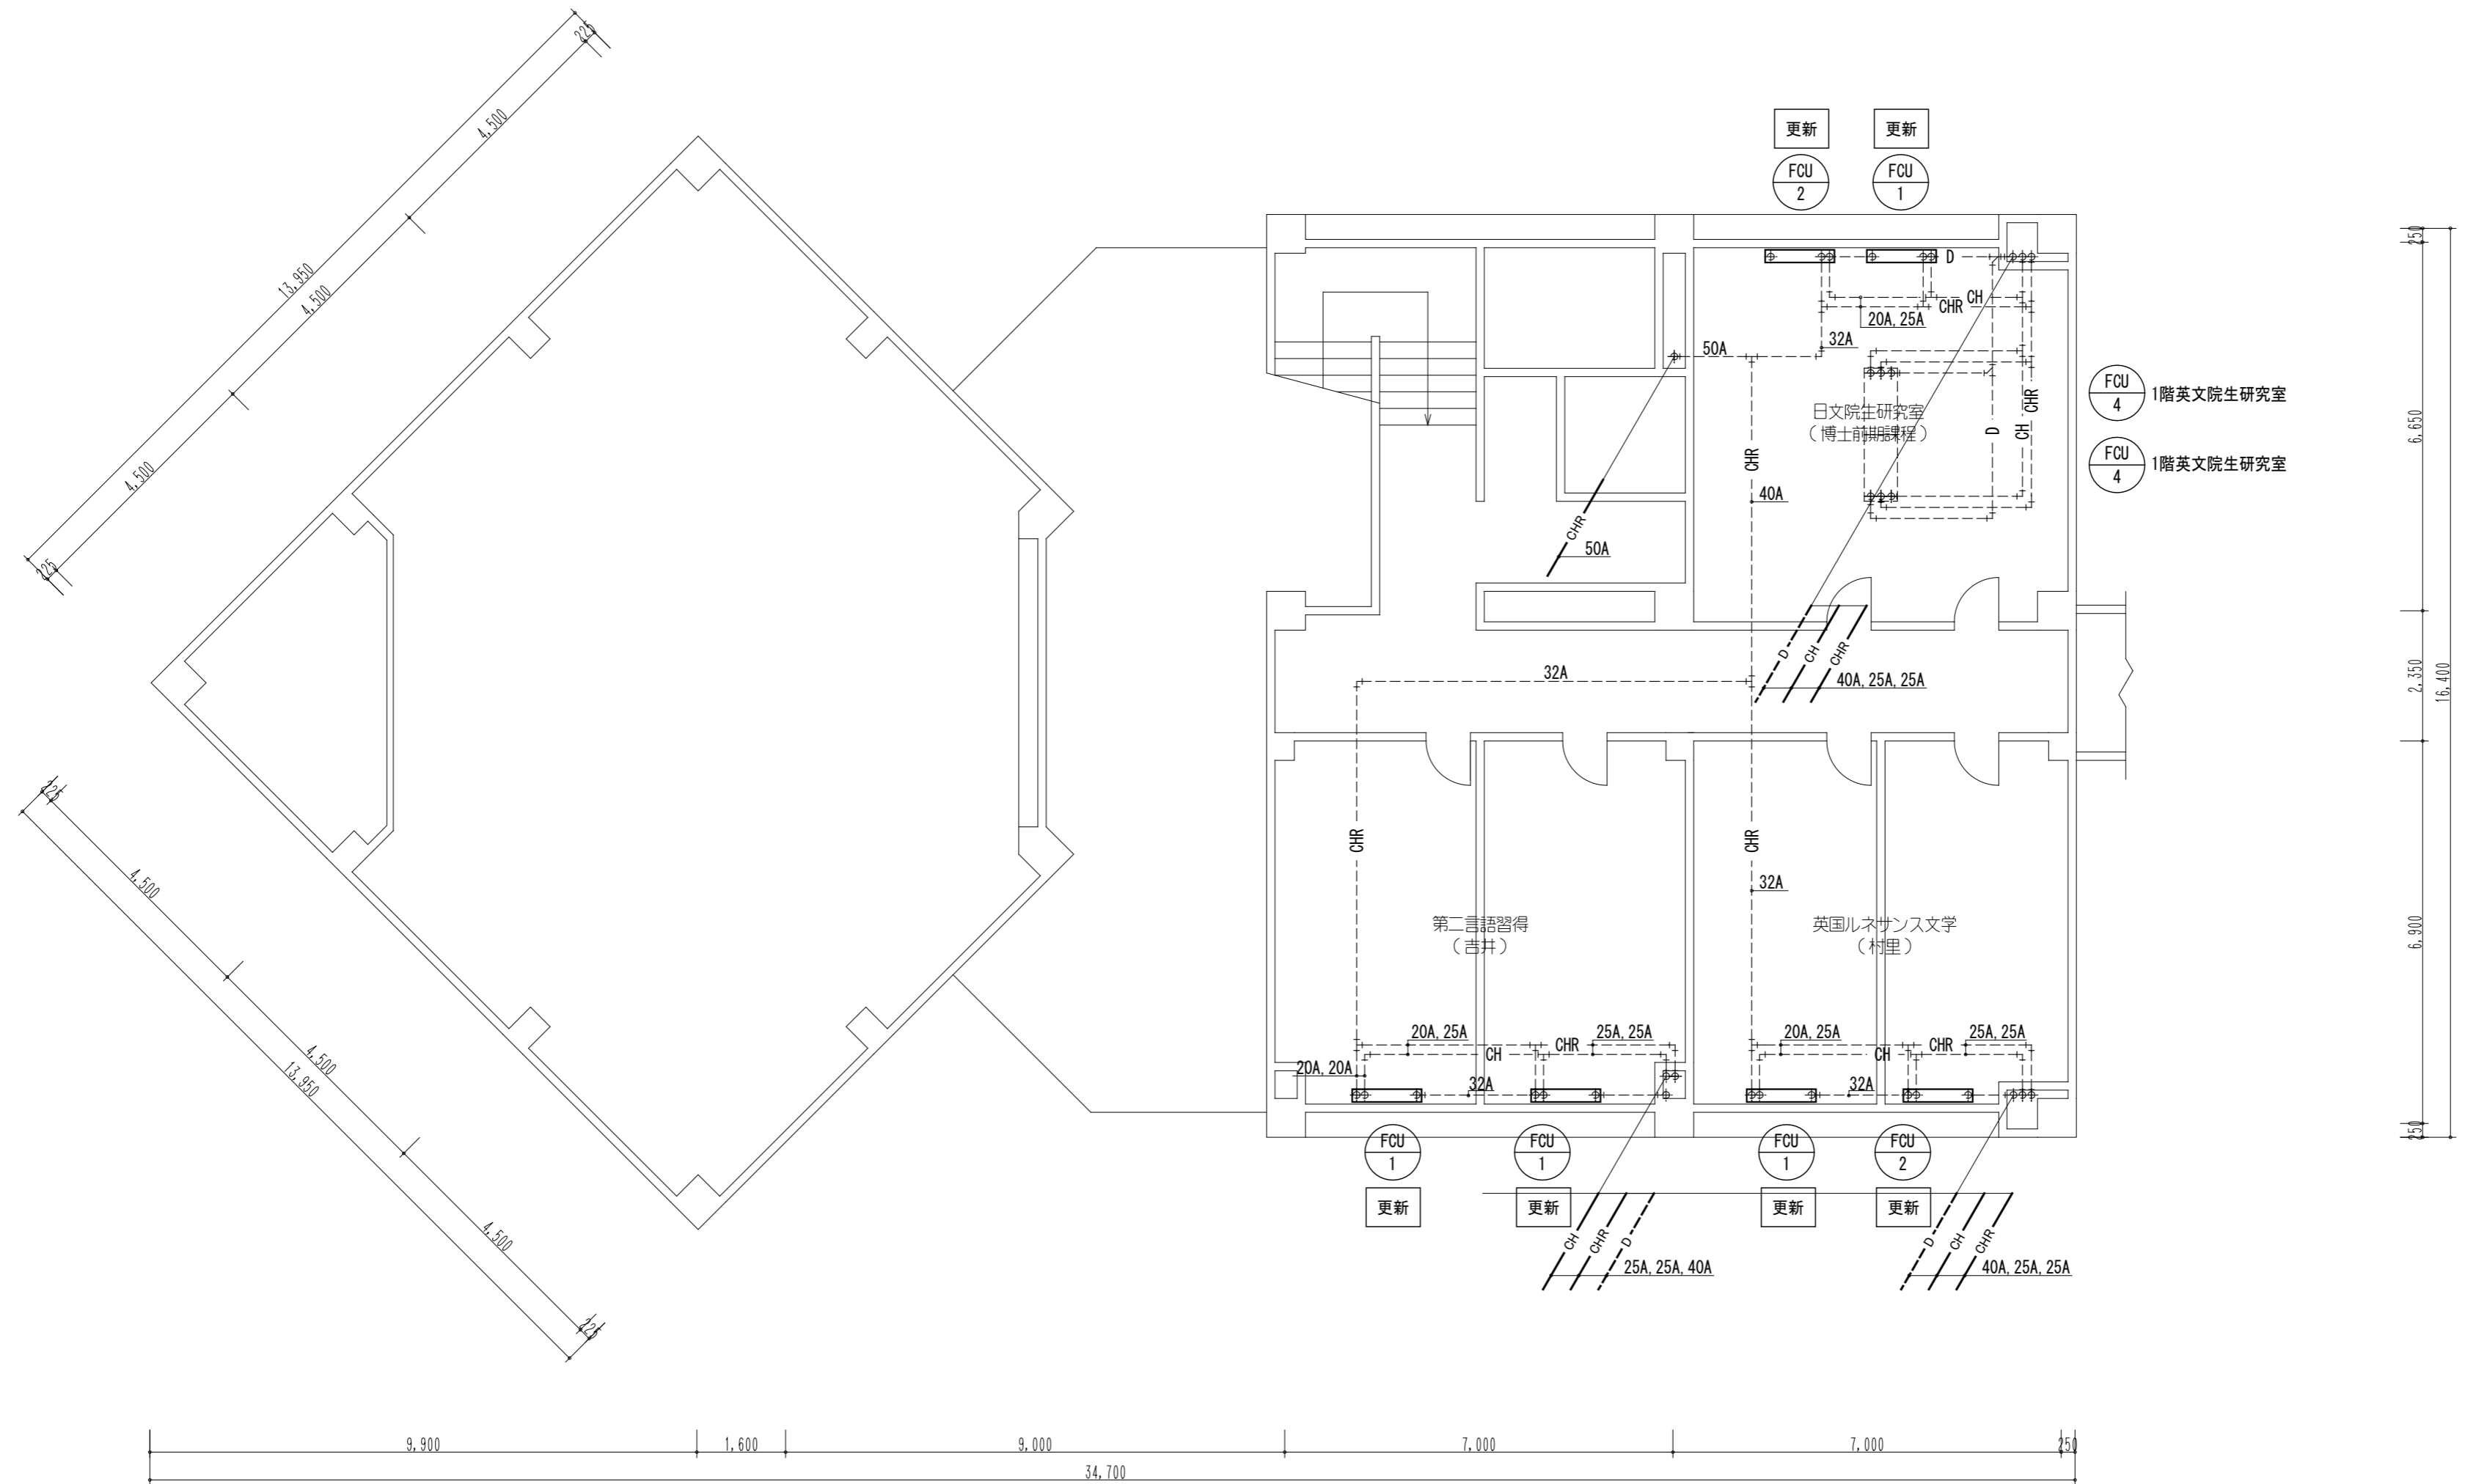 225
4,500
13,950
4,500
4,500
225
更新
更新
FCU
2
FCU
1
D
CH
CHR
20A, 25A
32A
50A
250
FCU
4
1階英文院生研究室
CHR
日文院生研究室
(博士前期課程)
D
CH
6,650
CHR
FCU
4
1階英文院生研究室
40A
CHR
50A
D
CH
CHR
32A
40A, 25A, 25A
2,350
16,400
225
4,500
13,950
4,500
4,500
225
CHR
CHR
32A
第二言語習得
(吉井)
英国ルネサンス文学
(村里)
6,900
20A, 25A
CH
CHR
25A, 25A
20A, 25A
CH
CHR
25A, 25A
20A, 20A
32A
32A
250
FCU
1
FCU
1
FCU
1
FCU
2
更新
更新
更新
更新
CH
CHR
D
25A, 25A, 40A
D
CH
CHR
40A, 25A, 25A
9,900
1,600
9,000
7,000
7,000
250
34,700